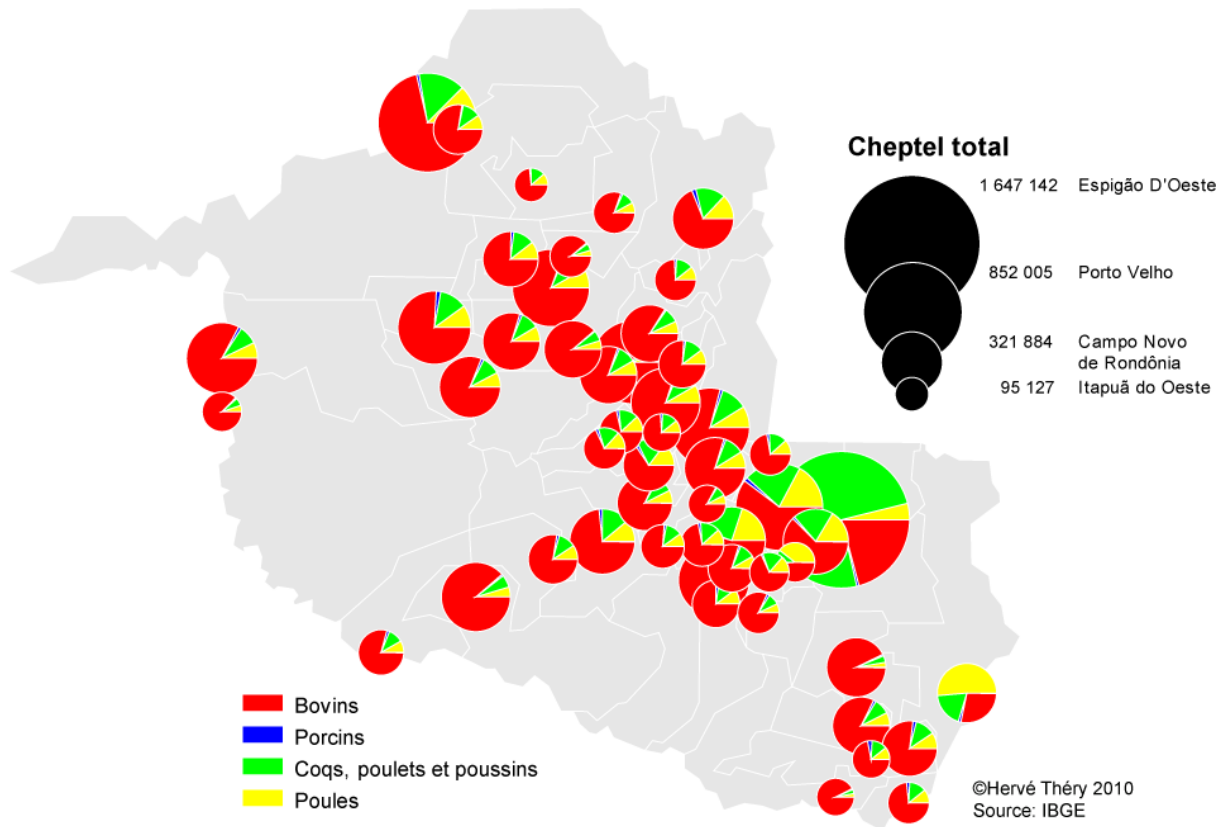 Cheptel total
1 647 142 Espigão D'Oeste
852 005 Porto Velho
321 884 Campo Novo
de Rondônia
95 127 Itapuã do Oeste
Bovins
Porcins
Coqs, poulets et poussins
Poules
©Hervé Théry 2010
Source: IBGE